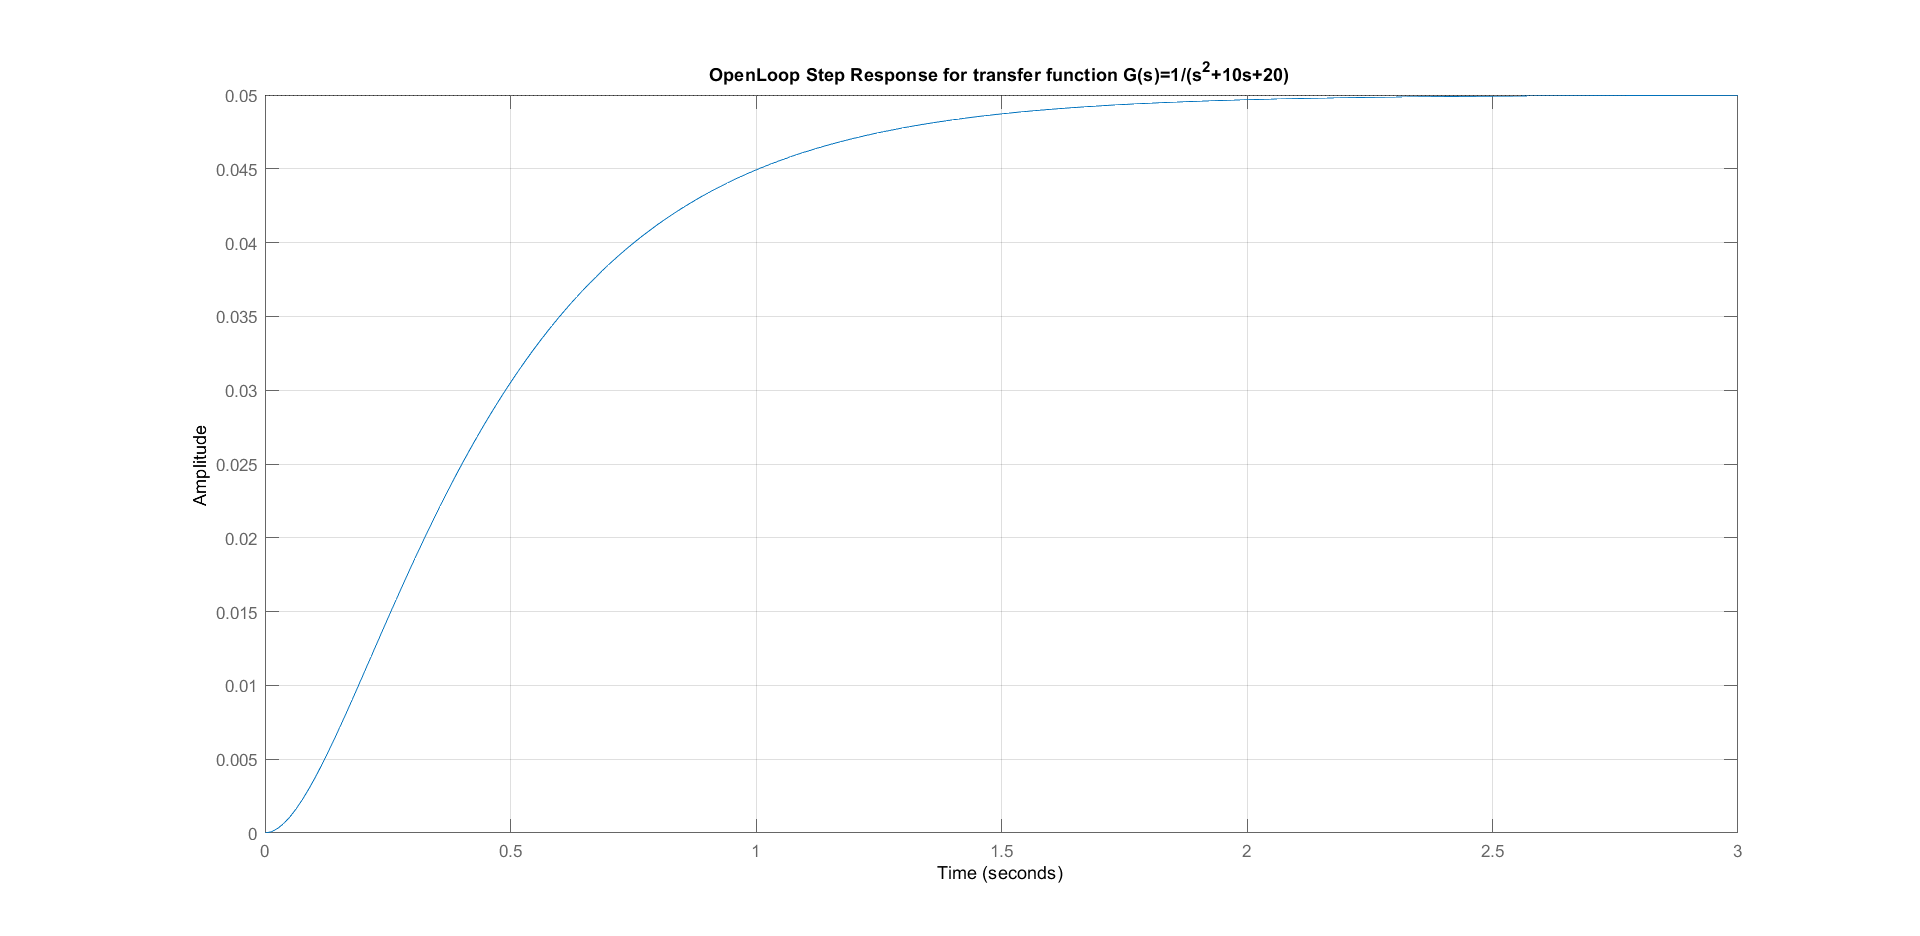 OpenLoop Step Response for transfer function G(s)=1/(s²+10s+20)
0.05
0.045
0.04
0.035
0.03
0.025
0.02
0.015
0.01
0.005
0
Amplitude
0 0.5 1 1.5 2 2.5 3
Time (seconds)